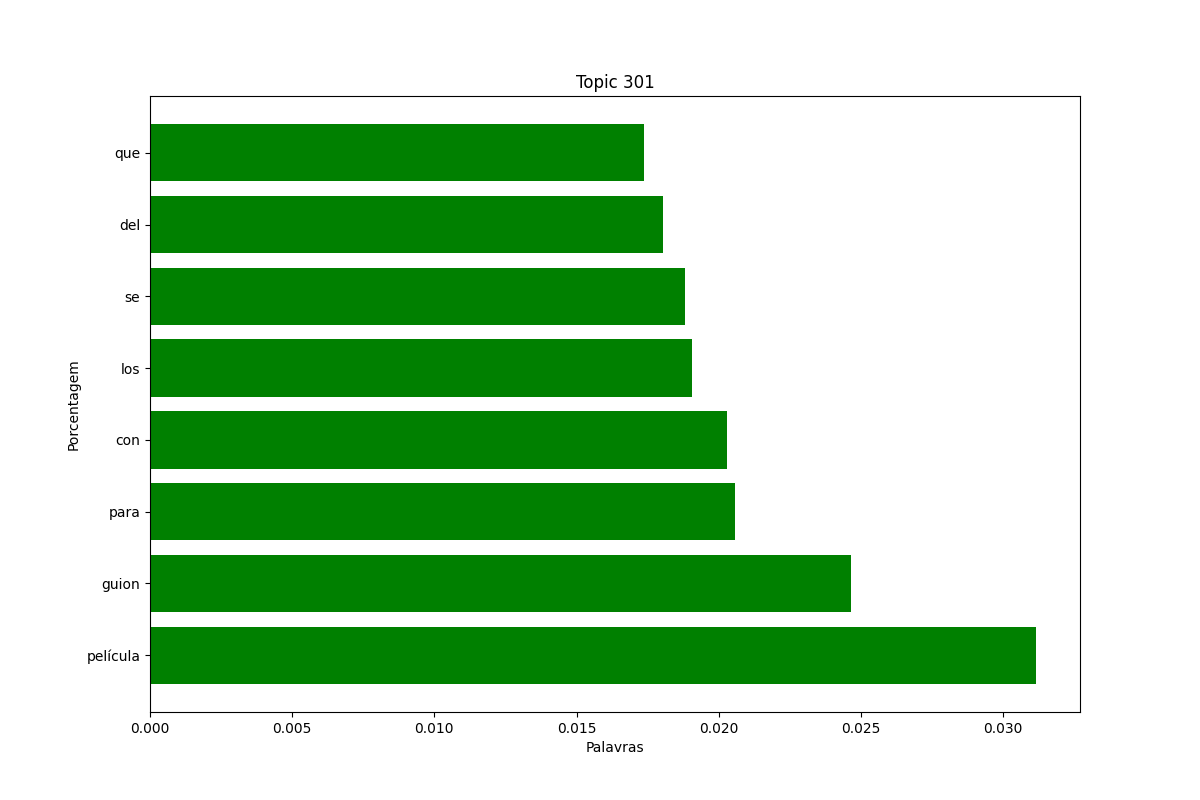 Topic 301
que
del
se
los
con
para
guion
película
Porcentagem
0.000 0.005 0.010 0.015 0.020 0.025 0.030
Palavras